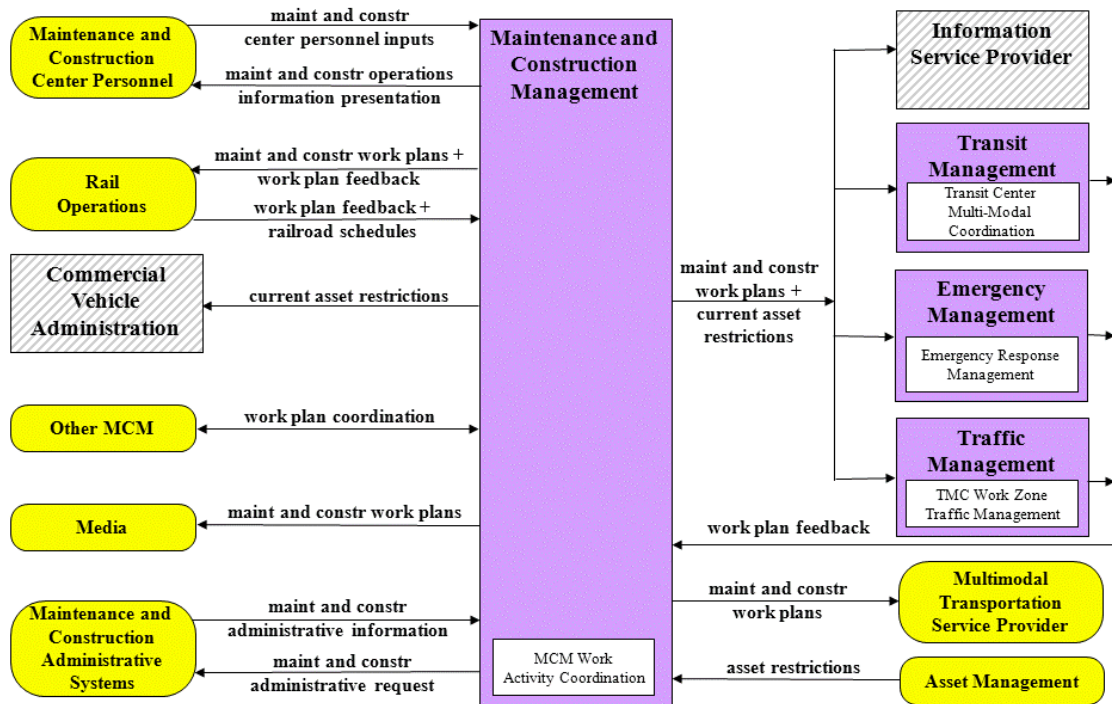 Maintenance and
Construction
Center Personnel
maint and constr
center personnel inputs
maint and constr operations
information presentation
Rail
Operations
maint and constr work plans +
work plan feedback
work plan feedback +
railroad schedules
Commercial
Vehicle
Administration
current asset restrictions
Other MCM
work plan coordination
Media
maint and constr work plans
Maintenance and
Construction
Administrative
Systems
maint and constr
administrative information
maint and constr
administrative request
Maintenance and
Construction
Management
MCM Work
Activity Coordination
maint and constr
work plans +
current asset
restrictions
Information
Service Provider
Transit
Management
Transit Center
Multi-Modal
Coordination
Emergency
Management
Emergency Response
Management
Traffic
Management
TMC Work Zone
Traffic Management
work plan feedback
maint and constr
work plans
Multimodal
Transportation
Service Provider
asset restrictions
Asset Management